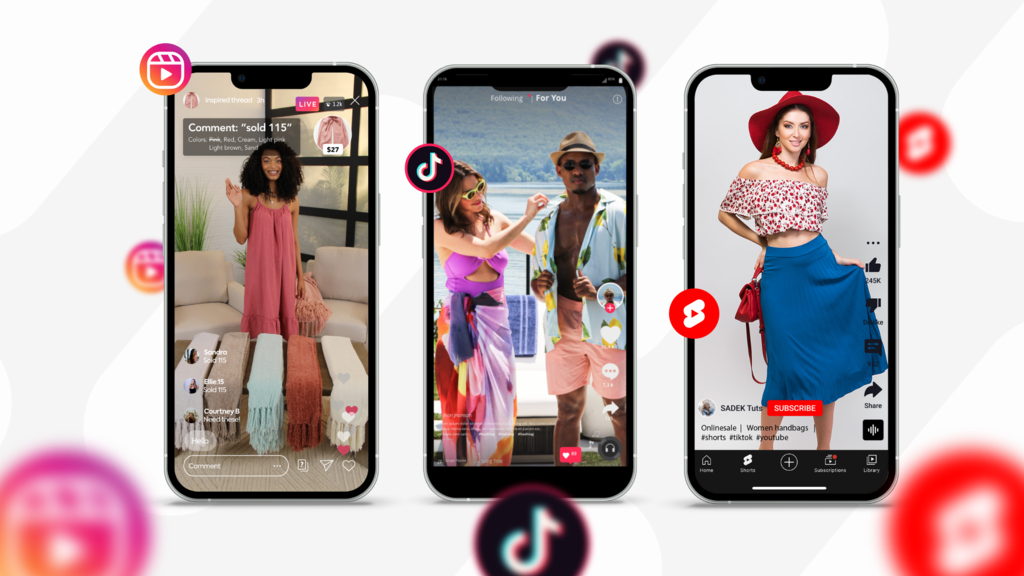 inspired thread 3h
LIVE
1.2k
Comment: "sold 115"
Colors: Pink, Red, Cream, Light pink
Light brown, Sand
$27
Sandra
Sold 115
Ellie15
Sold 115
Courtney B
Need these!
Hello
Comment
Following | For You
SADEK Tuts
SUBSCRIBE
Onlinesale | Women handbags |
#shorts #tiktok #youtube
245K
Share
Home
Shorts
Subscriptions
Library